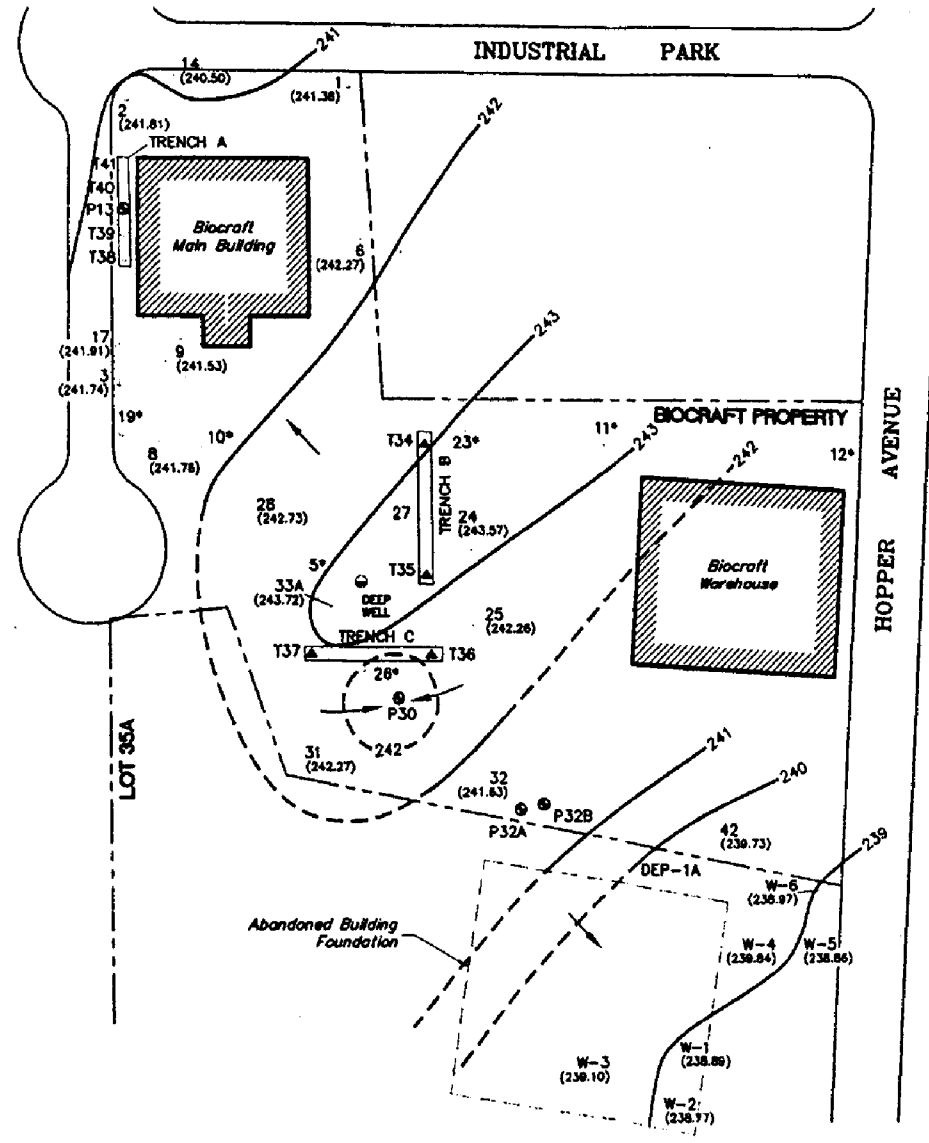 INDUSTRIAL PARK
241
14
(240.50)
1
(241.38)
2
(241.81)
TRENCH A
242
T41
T40
P13
T39
T38
Biocraft
Main Building
6
(242.27)
17
(241.91)
9
(241.53)
3
(241.74)
243
19*
10*
8
(241.75)
BIOCRAFT PROPERTY
T34
23*
11*
243
242
12*
HOPPER AVENUE
TRENCH B
28
(242.73)
27
24
(243.57)
5*
T35
33A
(243.72)
DEEP
WELL
Biocraft
Warehouse
25
(242.26)
TRENCH C
T37
T36
28*
P30
242
LOT 35A
31
(242.27)
32
(241.83)
P32A
P32B
241
240
42
(239.73)
239
DEP-1A
W-6
(238.97)
Abandoned Building
Foundation
W-4
(239.84)
W-5
(238.86)
W-1
(238.89)
W-3
(239.10)
W-2
(238.97)